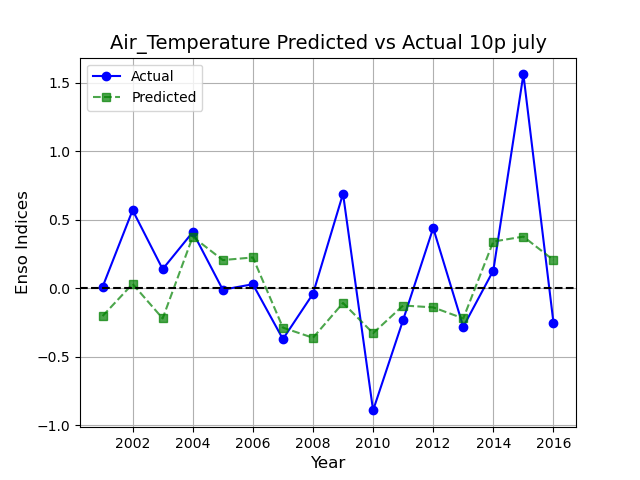 Air_Temperature Predicted vs Actual 10p july
Actual
Predicted
1.5
1.0
0.5
0.0
−0.5
−1.0
Enso Indices
2002 2004 2006 2008 2010 2012 2014 2016
Year